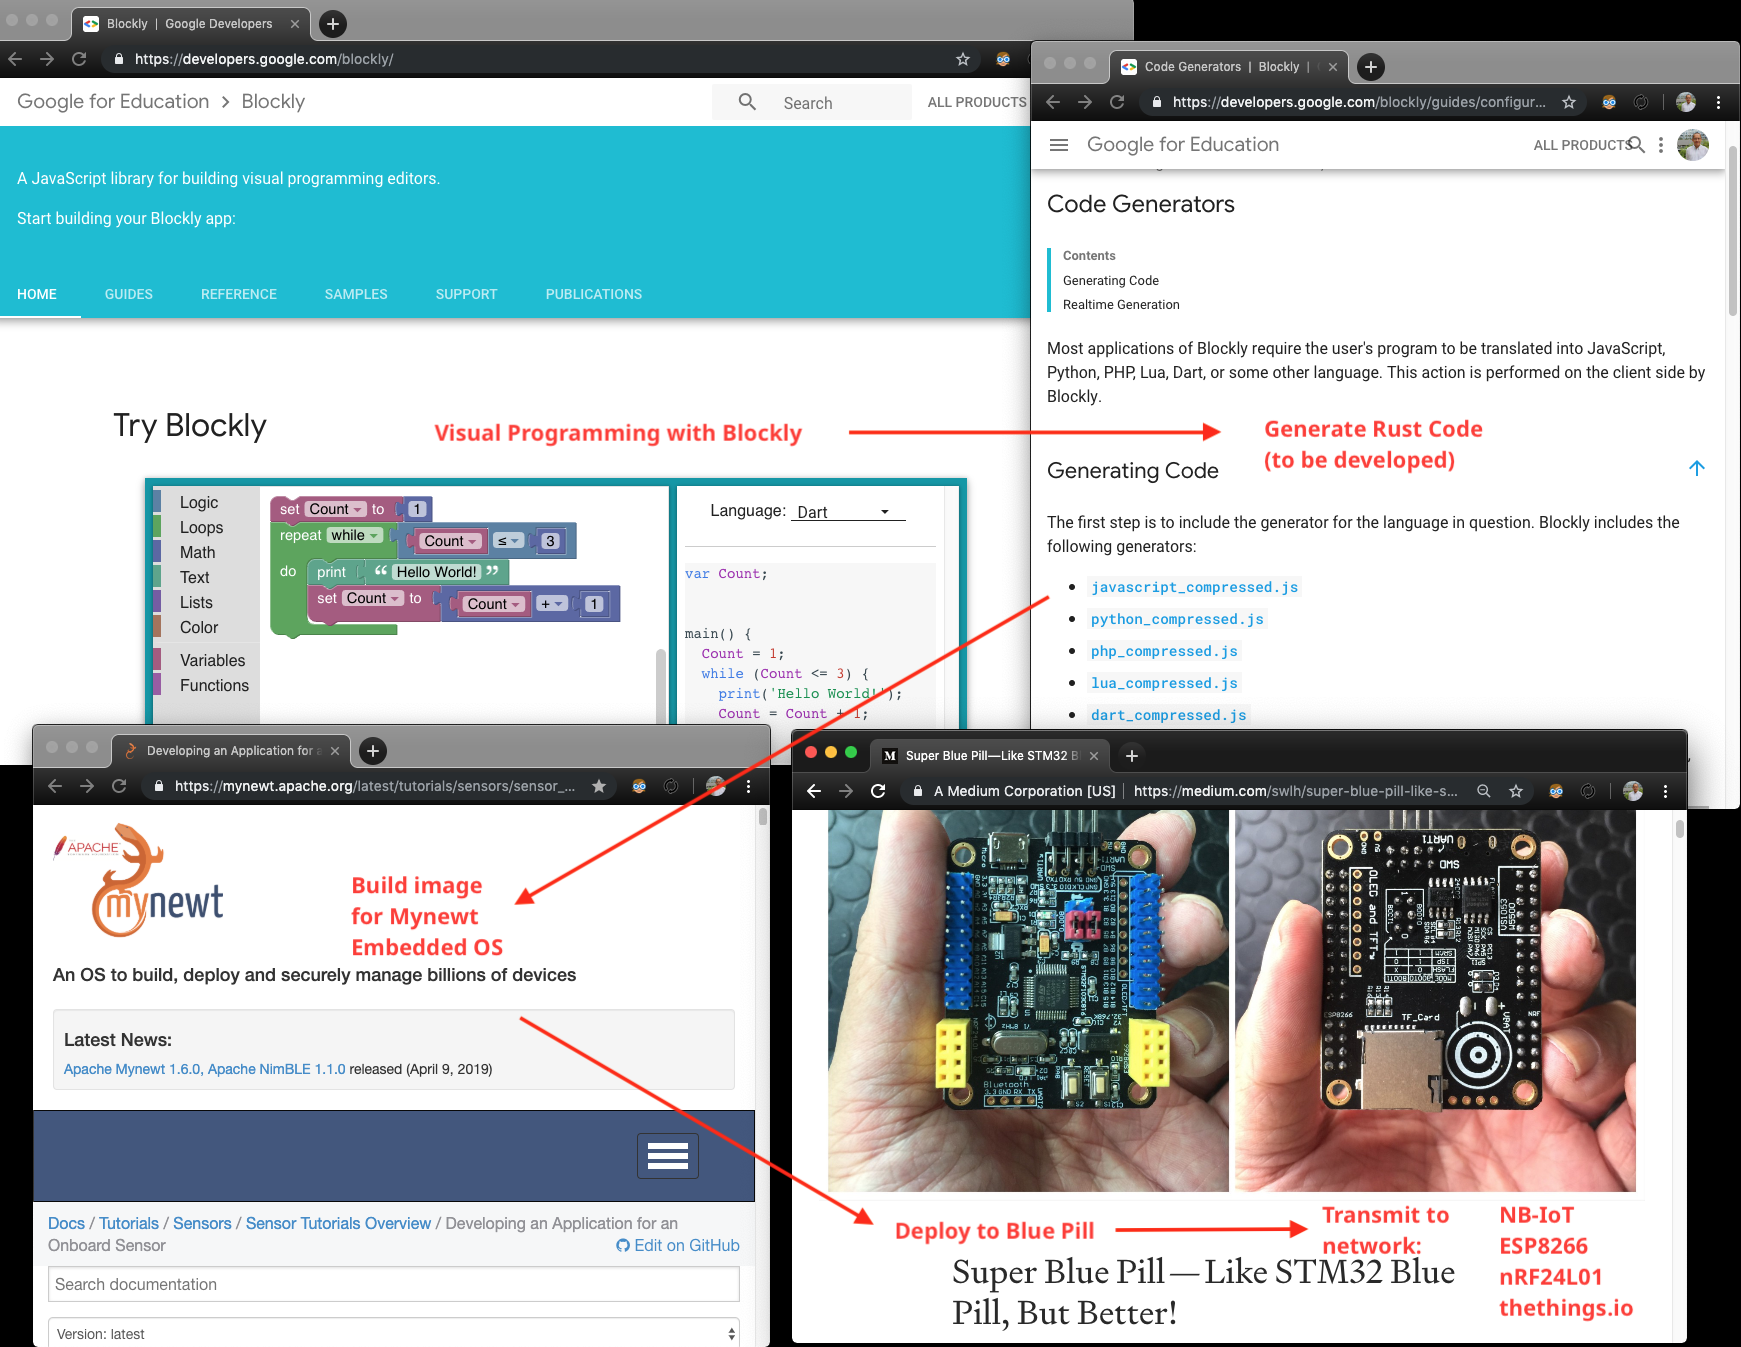 Blockly | Google Developers
https://developers.google.com/blockly/
Google for Education > Blockly
Search
ALL PRODUCTS
A JavaScript library for building visual programming editors.
Start building your Blockly app:
HOME GUIDES REFERENCE SAMPLES SUPPORT PUBLICATIONS
Try Blockly
Visual Programming with Blockly
Logic
Loops
Math
Text
Lists
Color
Variables
Functions
set Count to 1
repeat while Count ≤ 3
do print “ Hello World! ”
set Count to Count + 1
Language: Dart
var Count;
main() {
Count = 1;
while (Count <= 3) {
print('Hello World!');
Count = Count + 1;
Code Generators | Blockly |
https://developers.google.com/blockly/guides/configur...
Google for Education
ALL PRODUCTS
Code Generators
Contents
Generating Code
Realtime Generation
Most applications of Blockly require the user's program to be translated into JavaScript,
Python, PHP, Lua, Dart, or some other language. This action is performed on the client side by
Blockly.
Generate Rust Code
(to be developed)
Generating Code
The first step is to include the generator for the language in question. Blockly includes the
following generators:
• javascript_compressed.js
• python_compressed.js
• php_compressed.js
• lua_compressed.js
• dart_compressed.js
Developing an Application for a
https://mynewt.apache.org/latest/tutorials/sensors/sensor_...
APACHE
mynewt
Build image
for Mynewt
Embedded OS
An OS to build, deploy and securely manage billions of devices
Latest News:
Apache Mynewt 1.6.0, Apache NimBLE 1.1.0 released (April 9, 2019)
Docs / Tutorials / Sensors / Sensor Tutorials Overview / Developing an Application for an
Onboard Sensor
Edit on GitHub
Search documentation
Version: latest
Super Blue Pill—Like STM32 B
A Medium Corporation [US] | https://medium.com/swlh/super-blue-pill-like-s...
UART1
SWD
OLED and TFT's
TF_Card
ESP8266
Bluetooth
3.3 GND RX TX
Deploy to Blue Pill
Transmit to
network:
NB-IoT
ESP8266
nRF24L01
thethings.io
Super Blue Pill — Like STM32 Blue
Pill, But Better!